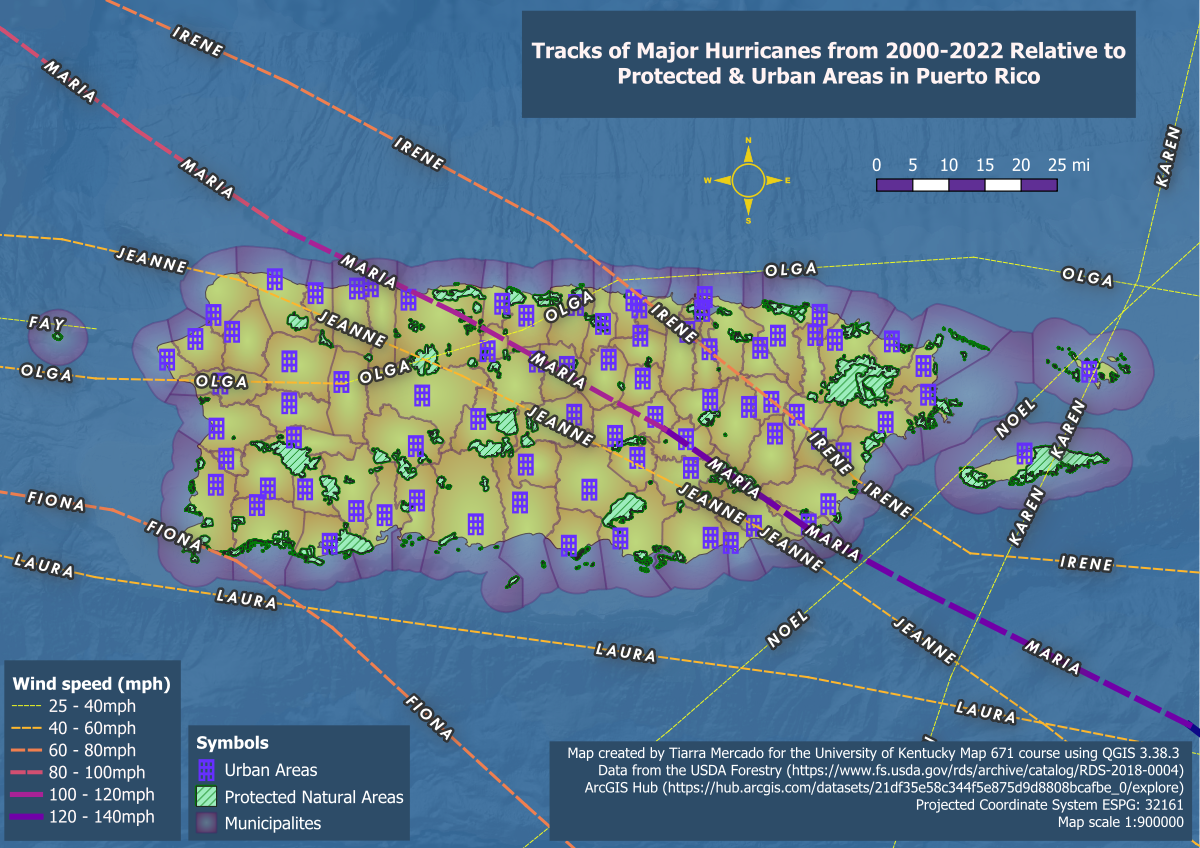 Tracks of Major Hurricanes from 2000-2022 Relative to
Protected & Urban Areas in Puerto Rico
IRENE
MARIA
IRENE
MARIA
KAREN
N
W E
S
0 5 10 15 20 25 mi
JEANNE
MARIA
OLGA
OLGA
FAY
JEANNE
OLGA
IRENE
OLGA
OLGA
OLGA
MARIA
JEANNE
NOEL
KAREN
IRENE
MARIA
JEANNE
IRENE
KAREN
FIONA
FIONA
MARIA
JEANNE
IRENE
LAURA
LAURA
NOEL
LAURA
JEANNE
MARIA
LAURA
FIONA
Wind speed (mph)
25 - 40mph
40 - 60mph
60 - 80mph
80 - 100mph
100 - 120mph
120 - 140mph
Symbols
Urban Areas
Protected Natural Areas
Municipalites
Map created by Tiarra Mercado for the University of Kentucky Map 671 course using QGIS 3.38.3
Data from the USDA Forestry (https://www.fs.usda.gov/rds/archive/catalog/RDS-2018-0004)
ArcGIS Hub (https://hub.arcgis.com/datasets/21df35e58c344f5e875d9d8808bcafbe_0/explore)
Projected Coordinate System ESPG: 32161
Map scale 1:900000